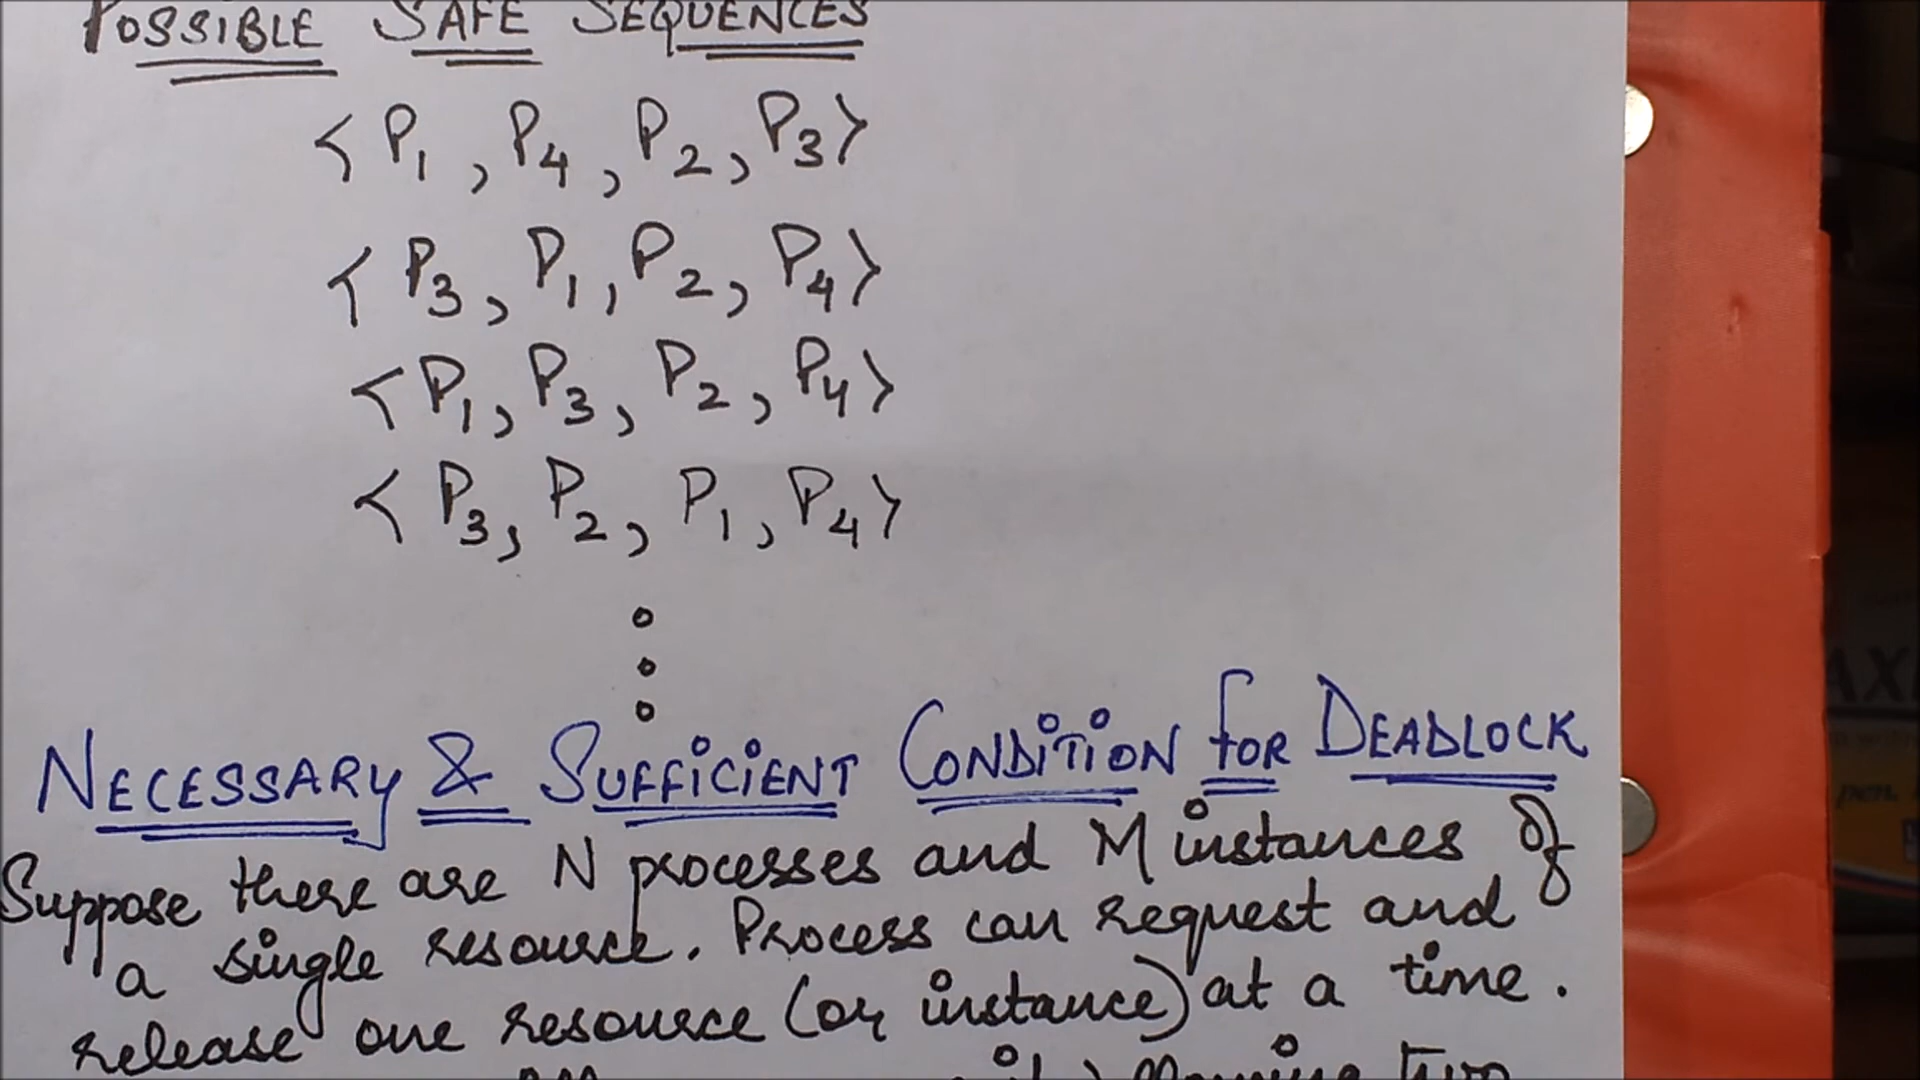 POSSIBLE SAFE SEQUENCES
< P1 , P4 , P2 , P3 >
< P3 , P1 , P2 , P4 >
< P1 , P3 , P2 , P4 >
< P3 , P2 , P1 , P4 >
NECESSARY & SUFFICIENT CONDITION FOR DEADLOCK
Suppose there are N processes and M instances of
a single resource. Process can request and
release one resource (or instance) at a time.
two
pen.